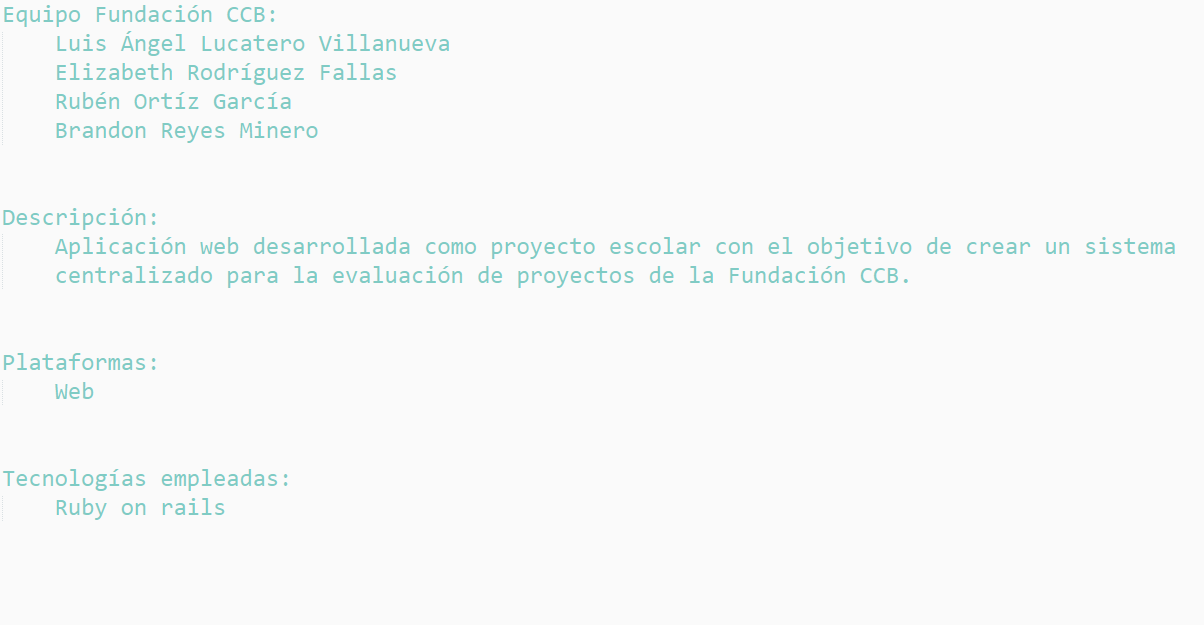 Equipo Fundación CCB:
Luis Ángel Lucatero Villanueva
Elizabeth Rodríguez Fallas
Rubén Ortíz García
Brandon Reyes Minero
Descripción:
Aplicación web desarrollada como proyecto escolar con el objetivo de crear un sistema
centralizado para la evaluación de proyectos de la Fundación CCB.
Plataformas:
Web
Tecnologías empleadas:
Ruby on rails